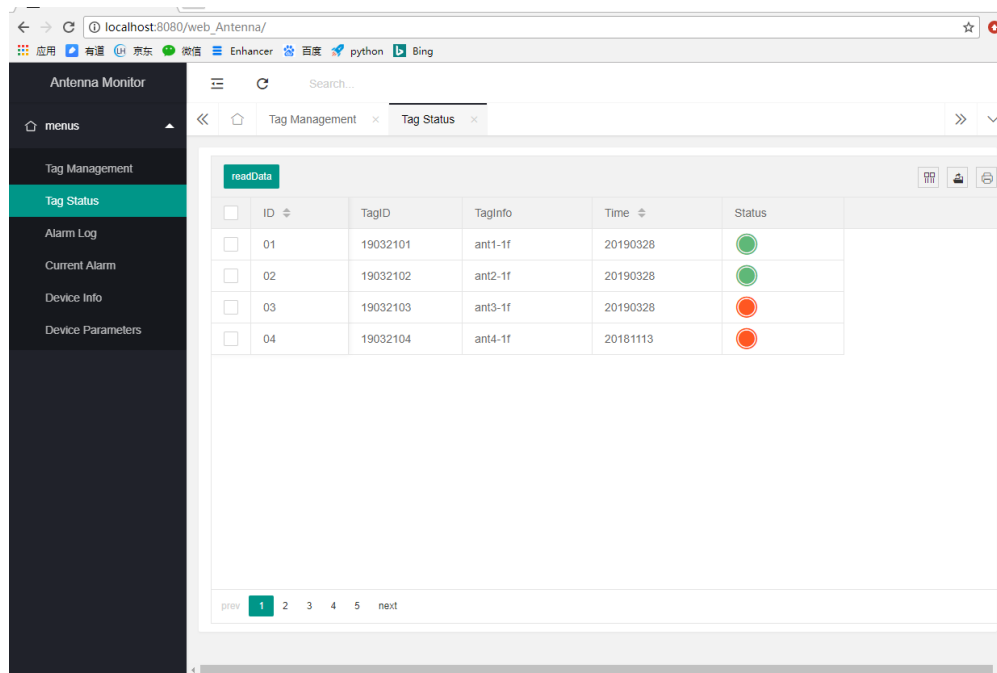 localhost:8080/web_Antenna/
应用 有道 京东 微信 Enhancer 百度 python Bing
Antenna Monitor
Search...
menus
Tag Management × Tag Status ×
Tag Management
Tag Status
Alarm Log
Current Alarm
Device Info
Device Parameters
readData
ID TagID TagInfo Time Status
01 19032101 ant1-1f 20190328
02 19032102 ant2-1f 20190328
03 19032103 ant3-1f 20190328
04 19032104 ant4-1f 20181113
prev 1 2 3 4 5 next